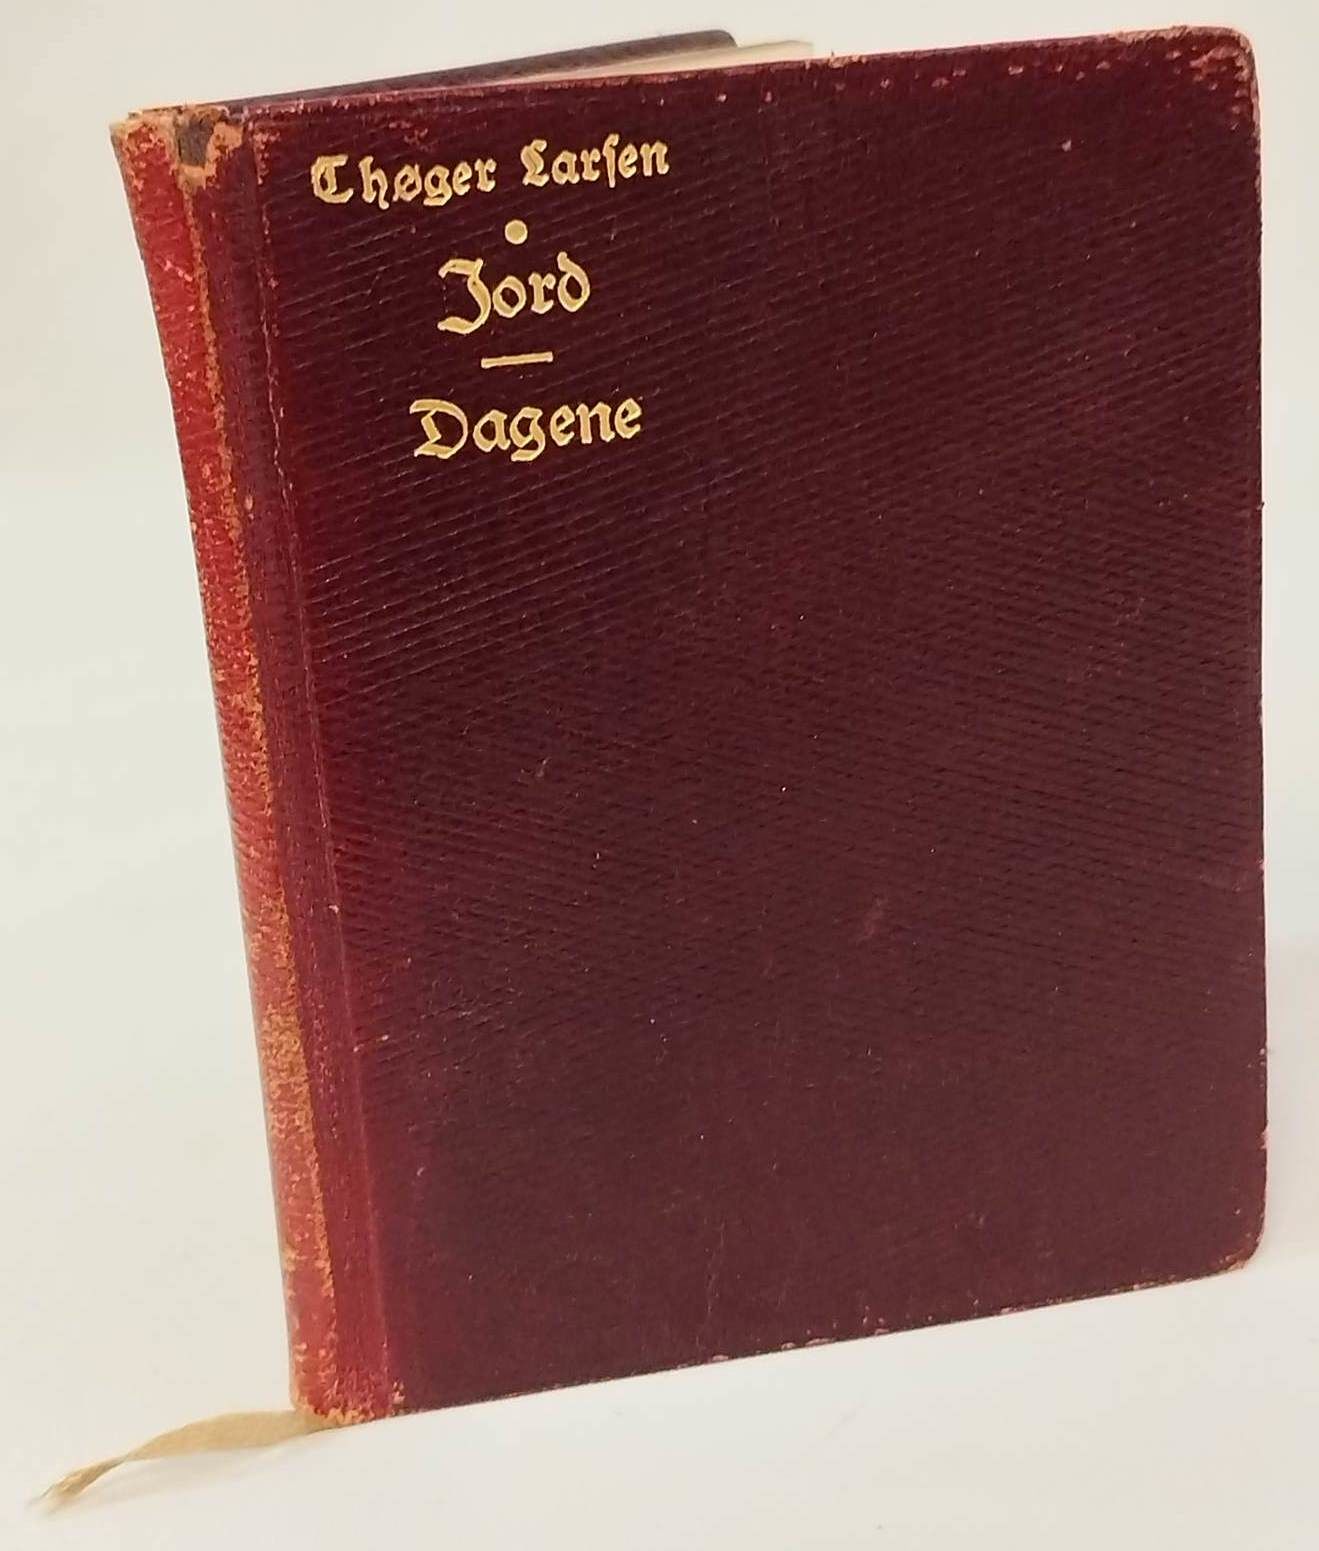 Thøger Larſen
Jord
Dagene